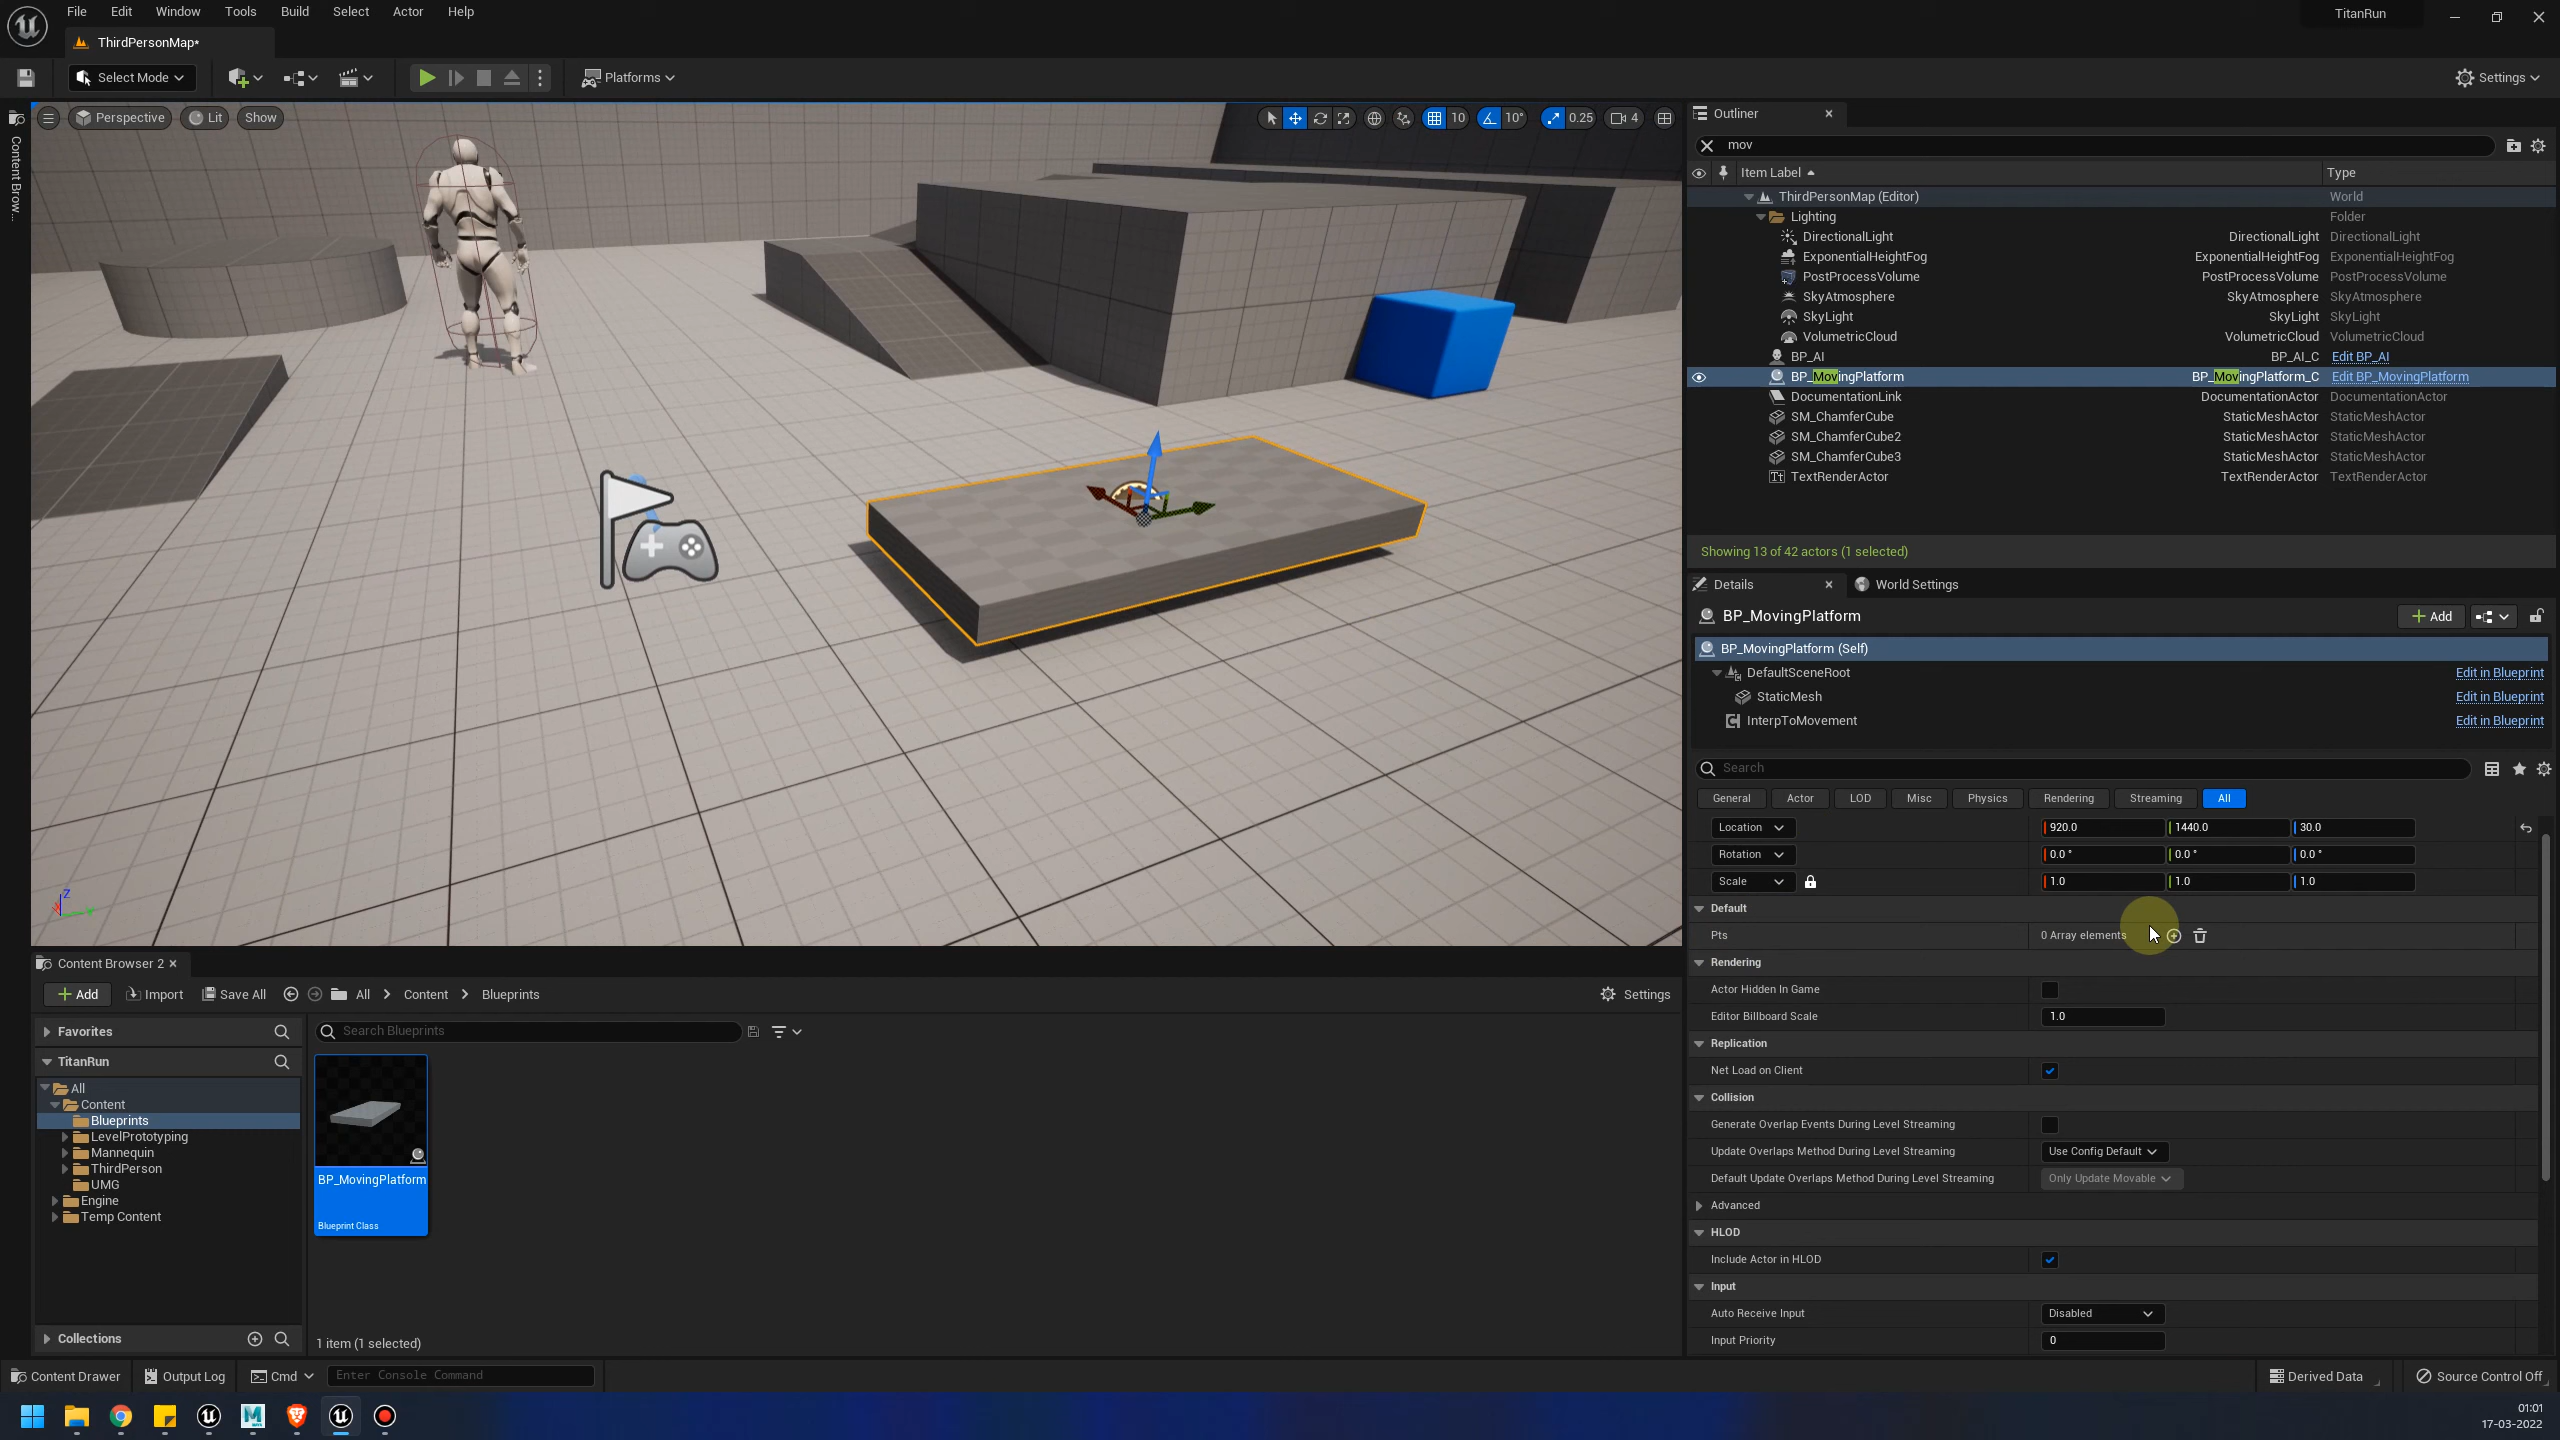 File Edit Window Tools Build Select Actor Help
TitanRun
ThirdPersonMap*
Select Mode
Platforms
Settings
Content Brow...
Perspective
Lit
Show
10
10°
0.25
4
Z
Outliner
mov
Item Label
Type
ThirdPersonMap (Editor) World
Lighting Folder
DirectionalLight DirectionalLight DirectionalLight
ExponentialHeightFog ExponentialHeightFog ExponentialHeightFog
PostProcessVolume PostProcessVolume PostProcessVolume
SkyAtmosphere SkyAtmosphere SkyAtmosphere
SkyLight SkyLight SkyLight
VolumetricCloud VolumetricCloud VolumetricCloud
BP_AI BP_AI_C Edit BP_AI
BP_MovingPlatform BP_MovingPlatform_C Edit BP_MovingPlatform
DocumentationLink DocumentationActor DocumentationActor
SM_ChamferCube StaticMeshActor StaticMeshActor
SM_ChamferCube2 StaticMeshActor StaticMeshActor
SM_ChamferCube3 StaticMeshActor StaticMeshActor
TextRenderActor TextRenderActor TextRenderActor
Showing 13 of 42 actors (1 selected)
Details
World Settings
BP_MovingPlatform
Add
BP_MovingPlatform (Self)
DefaultSceneRoot Edit in Blueprint
StaticMesh Edit in Blueprint
InterpToMovement Edit in Blueprint
Search
General Actor LOD Misc Physics Rendering Streaming All
Location 920.0 1440.0 30.0
Rotation 0.0 ° 0.0 ° 0.0 °
Scale 1.0 1.0 1.0
Default
Pts 0 Array elements
Rendering
Actor Hidden In Game
Editor Billboard Scale 1.0
Replication
Net Load on Client
Collision
Generate Overlap Events During Level Streaming
Update Overlaps Method During Level Streaming Use Config Default
Default Update Overlaps Method During Level Streaming Only Update Movable
Advanced
HLOD
Include Actor in HLOD
Input
Auto Receive Input Disabled
Input Priority 0
Content Browser 2
Add
Import
Save All
All
Content
Blueprints
Settings
Favorites
Search Blueprints
TitanRun
All
Content
Blueprints
LevelPrototyping
Mannequin
ThirdPerson
UMG
Engine
Temp Content
Collections
BP_MovingPlatform
Blueprint Class
1 item (1 selected)
Content Drawer
Output Log
Cmd
Enter Console Command
Derived Data
Source Control Off
01:01
17-03-2022